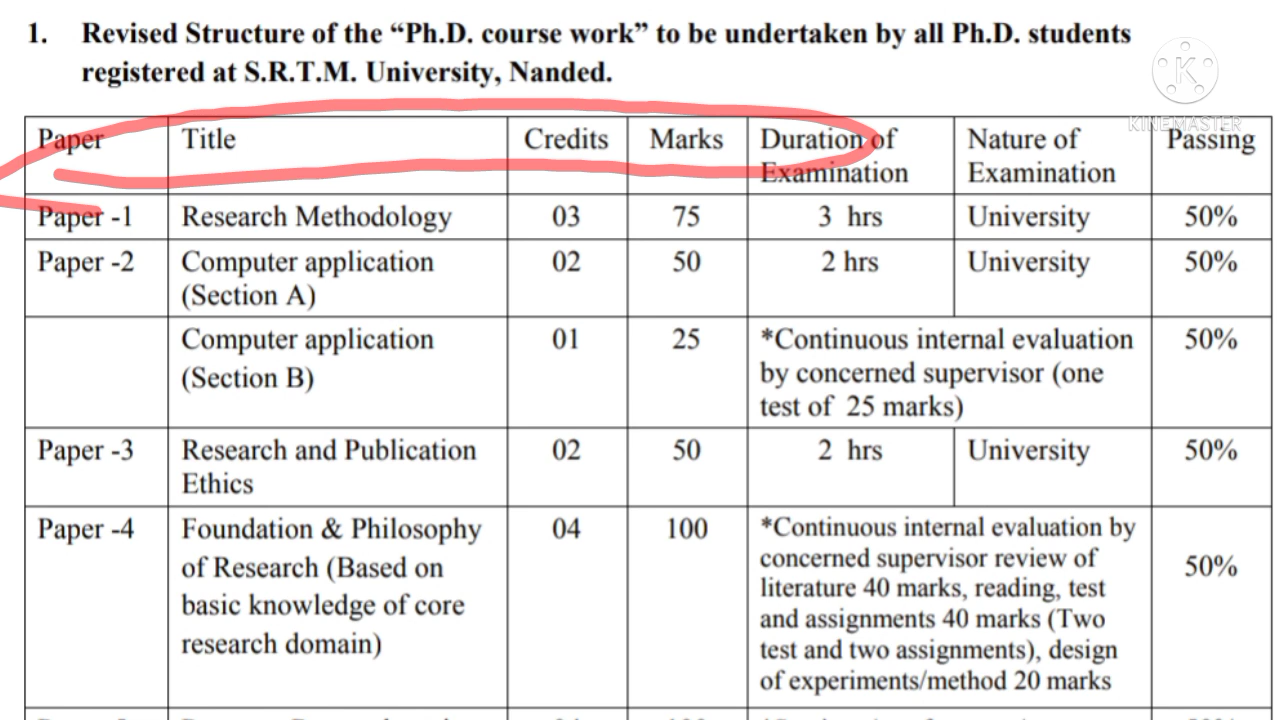 1. Revised Structure of the “Ph.D. course work” to be undertaken by all Ph.D. students
registered at S.R.T.M. University, Nanded.
K
KINEMASTER
Paper Title Credits Marks Duration of Nature of Passing
Examination Examination
Paper -1 Research Methodology 03 75 3 hrs University 50%
Paper -2 Computer application 02 50 2 hrs University 50%
(Section A)
Computer application 01 25 *Continuous internal evaluation 50%
(Section B) by concerned supervisor (one
test of 25 marks)
Paper -3 Research and Publication 02 50 2 hrs University 50%
Ethics
Paper -4 Foundation & Philosophy 04 100 *Continuous internal evaluation by
of Research (Based on concerned supervisor review of 50%
basic knowledge of core literature 40 marks, reading, test
research domain) and assignments 40 marks (Two
test and two assignments), design
of experiments/method 20 marks